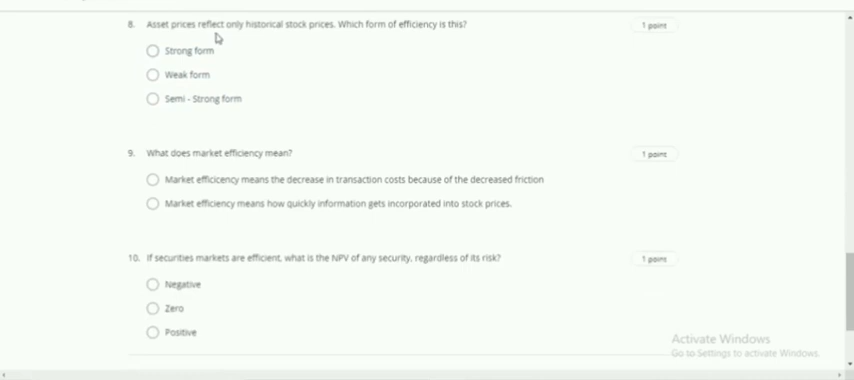 8. Asset prices reflect only historical stock prices. Which form of efficiency is this?
1 point
Strong form
Weak form
Semi - Strong form
9. What does market efficiency mean?
1 point
Market efficicency means the decrease in transaction costs because of the decreased friction
Market efficiency means how quickly information gets incorporated into stock prices.
10. If securities markets are efficient, what is the NPV of any security, regardless of its risk?
1 point
Negative
Zero
Positive
Activate Windows
Go to Settings to activate Windows.